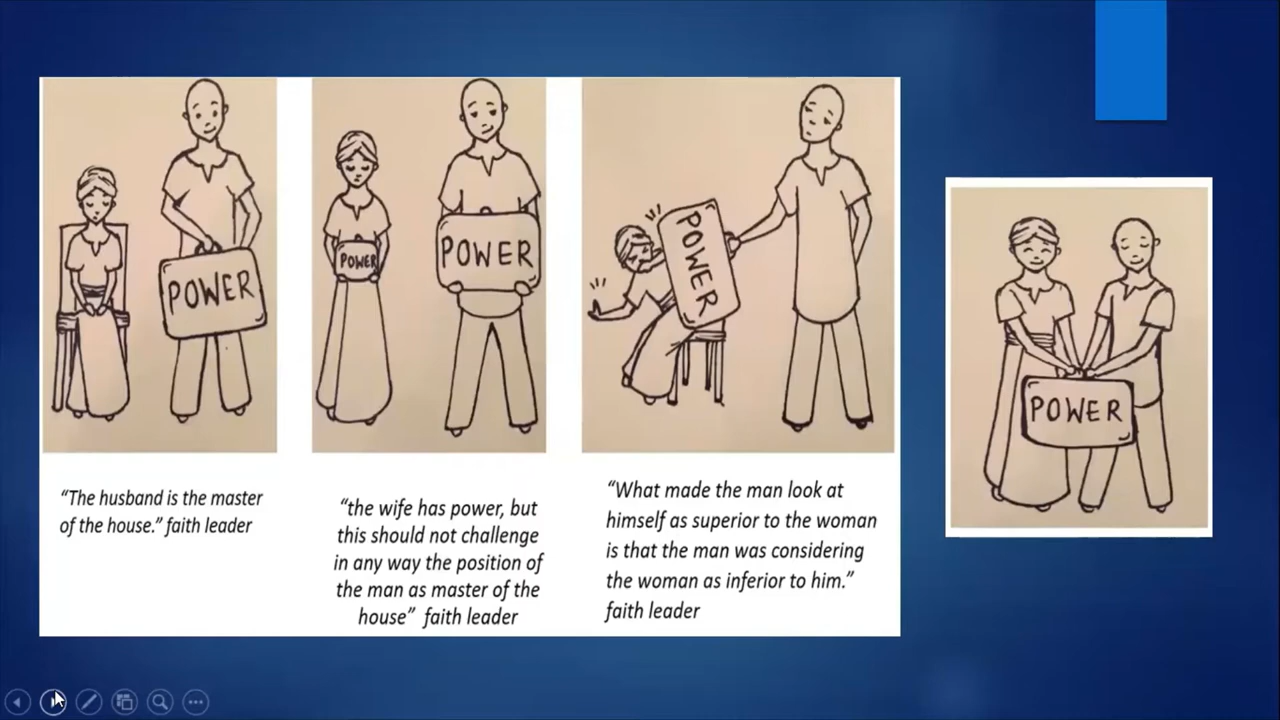 POWER
POWER
POWER
POWER
POWER
“The husband is the master
of the house.” faith leader
“the wife has power, but
this should not challenge
in any way the position of
the man as master of the
house”  faith leader
“What made the man look at
himself as superior to the woman
is that the man was considering
the woman as inferior to him.”
faith leader